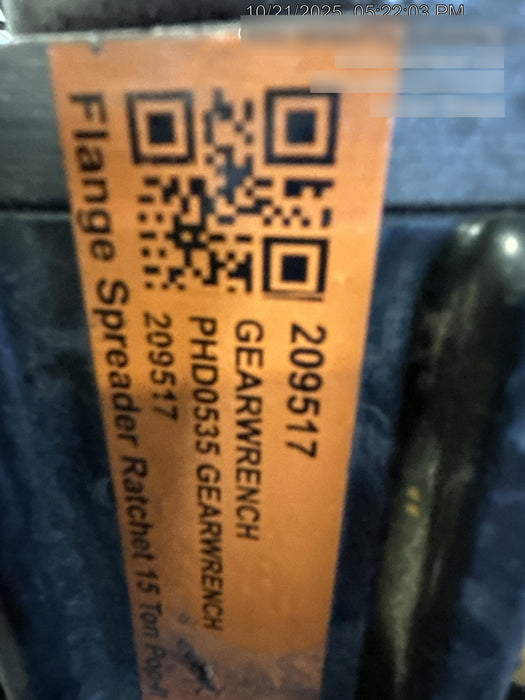 10/21/2025 05:22:03 PM
209517
GEARWRENCH
PHD0535 GEARWRENCH
209517
Flange Spreader Ratchet 15 Ton